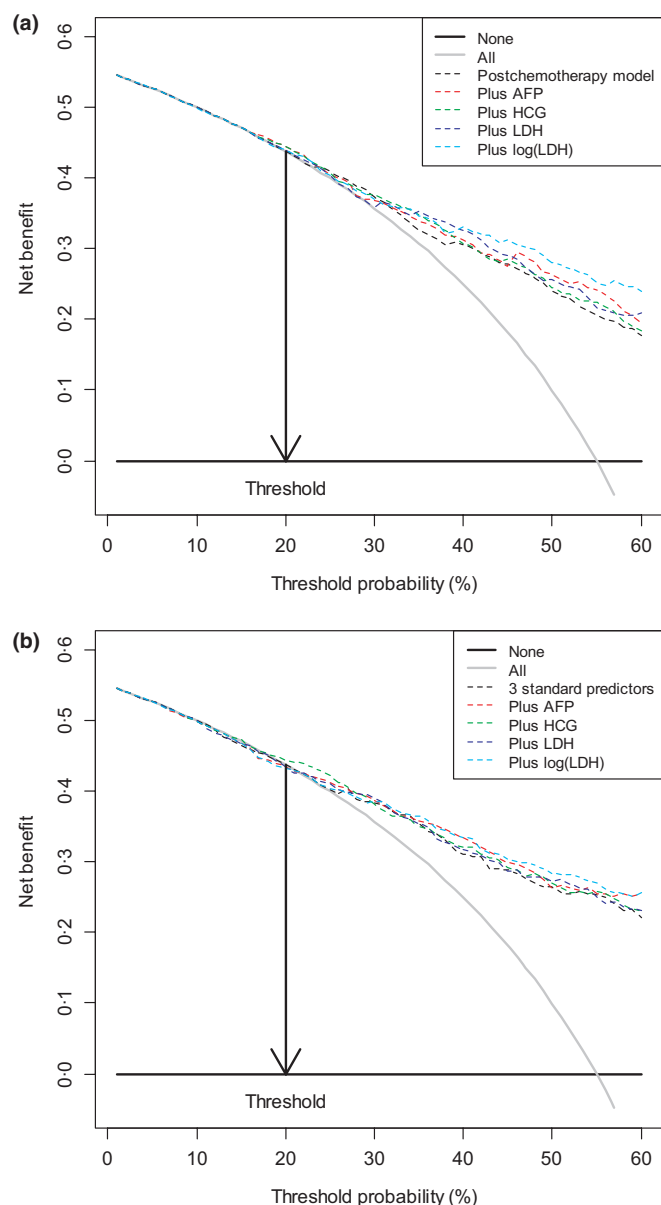 (a)
None
All
Postchemotherapy model
Plus AFP
Plus HCG
Plus LDH
Plus log(LDH)
Net benefit
0·6
0·5
0·4
0·3
0·2
0·1
0·0
Threshold
0 10 20 30 40 50 60
Threshold probability (%)
(b)
None
All
3 standard predictors
Plus AFP
Plus HCG
Plus LDH
Plus log(LDH)
Net benefit
0·6
0·5
0·4
0·3
0·2
0·1
0·0
Threshold
0 10 20 30 40 50 60
Threshold probability (%)